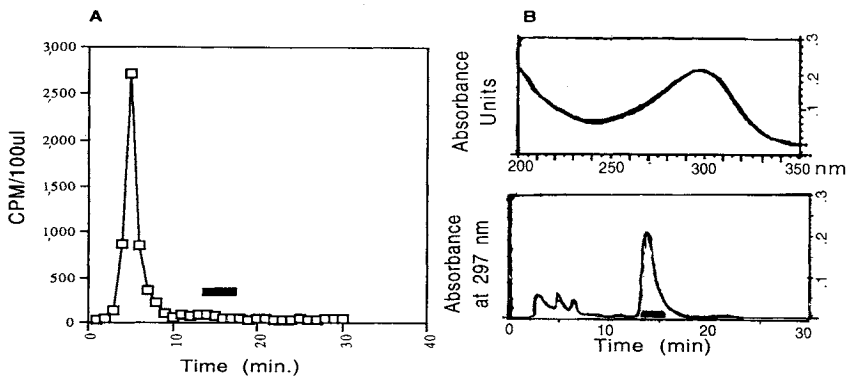 A
3,000
2,500
2,000
1,500
1,000
500
0
CPM/100ul
0
10
20
30
40
Time (min.)
B
Absorbance
Units
.3
.2
.1
200
250
300
350 nm
Absorbance
at 297 nm
.3
.2
.1
0
10
20
30
Time (min)